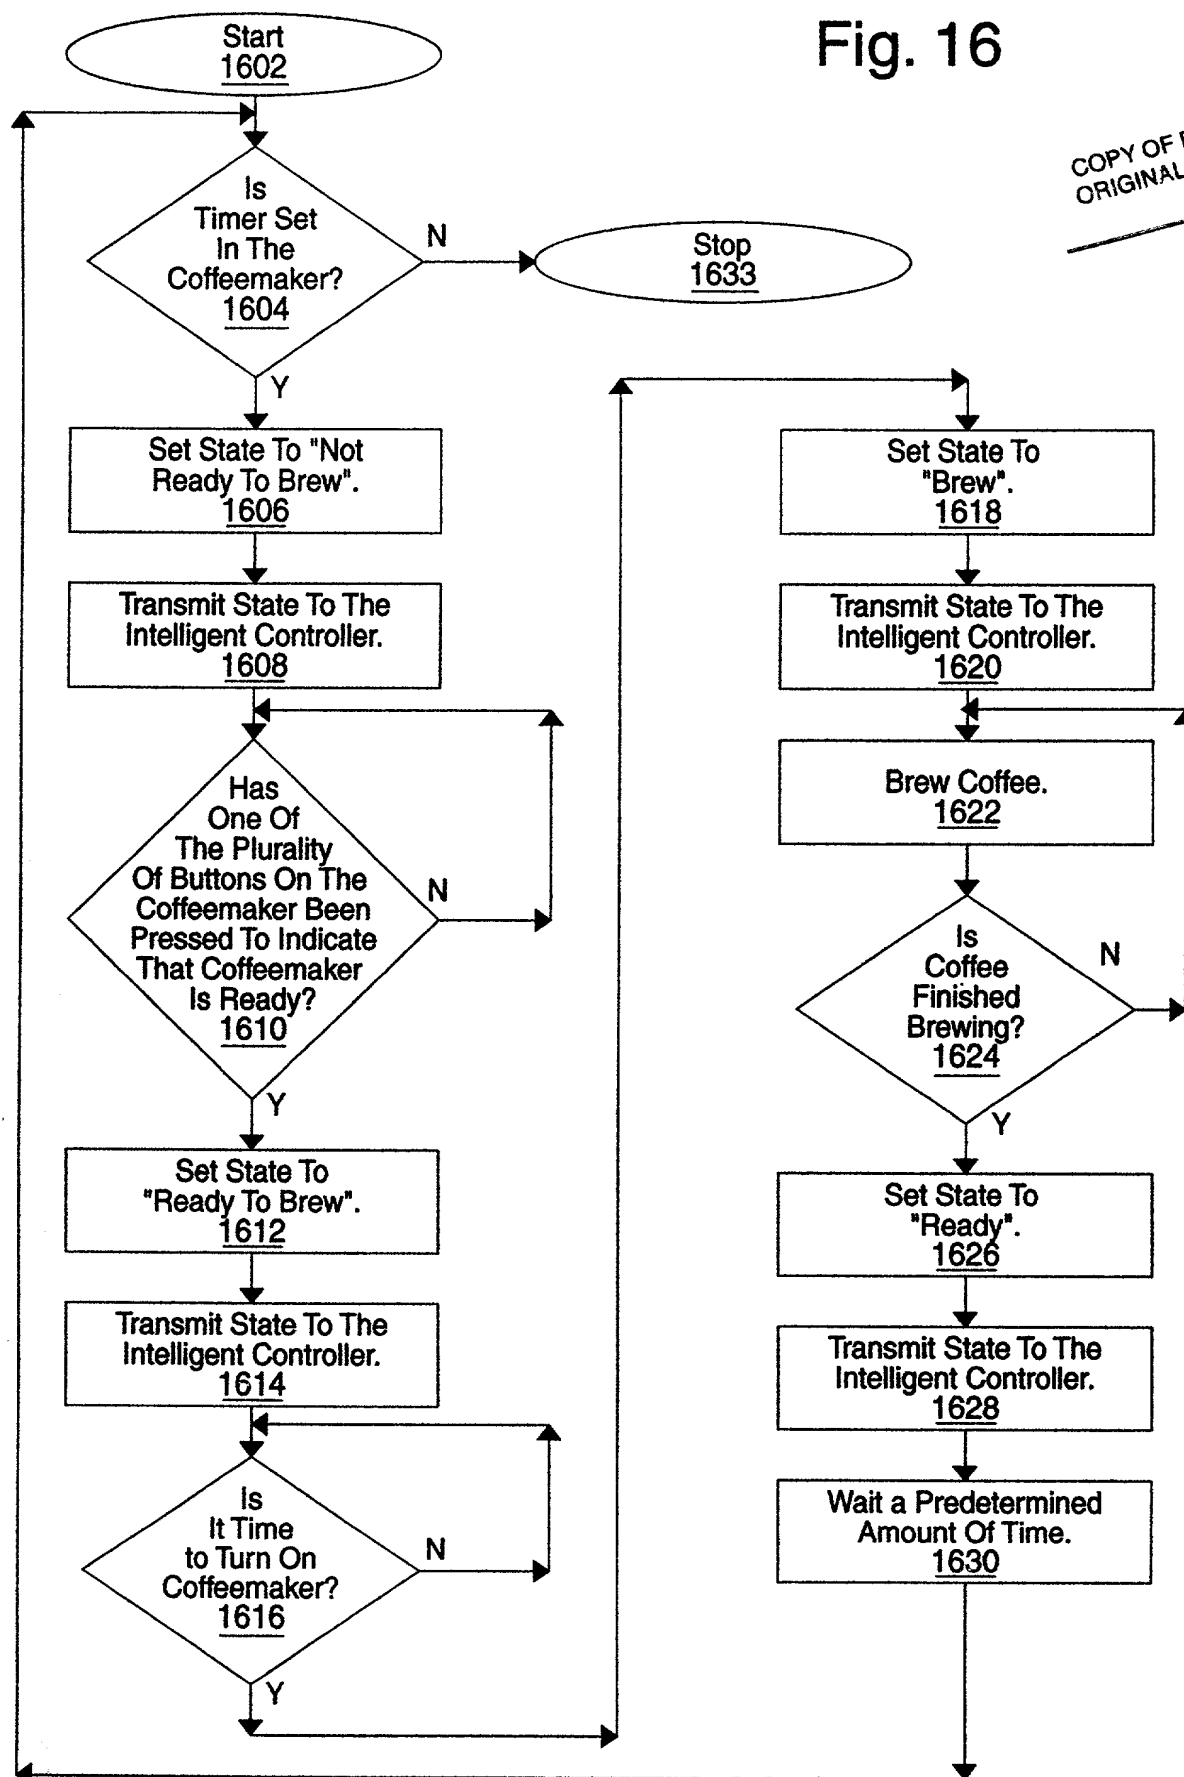 Fig. 16
COPY OF
ORIGINAL
Start
1602
Is
Timer Set
In The
Coffeemaker?
1604
N
Stop
1633
Y
Set State To "Not
Ready To Brew".
1606
Transmit State To The
Intelligent Controller.
1608
Has
One Of
The Plurality
Of Buttons On The
Coffeemaker Been
Pressed To Indicate
That Coffeemaker
Is Ready?
1610
N
Y
Set State To
"Ready To Brew".
1612
Transmit State To The
Intelligent Controller.
1614
Is
It Time
to Turn On
Coffeemaker?
1616
N
Y
Set State To
"Brew".
1618
Transmit State To The
Intelligent Controller.
1620
Brew Coffee.
1622
Is
Coffee
Finished
Brewing?
1624
N
Y
Set State To
"Ready".
1626
Transmit State To The
Intelligent Controller.
1628
Wait a Predetermined
Amount Of Time.
1630